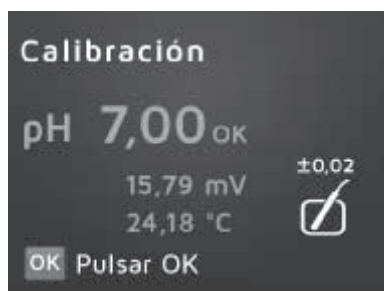 Calibración
pH 7,00 OK
±0,02
15,79 mV
24,18 °C
OK Pulsar OK